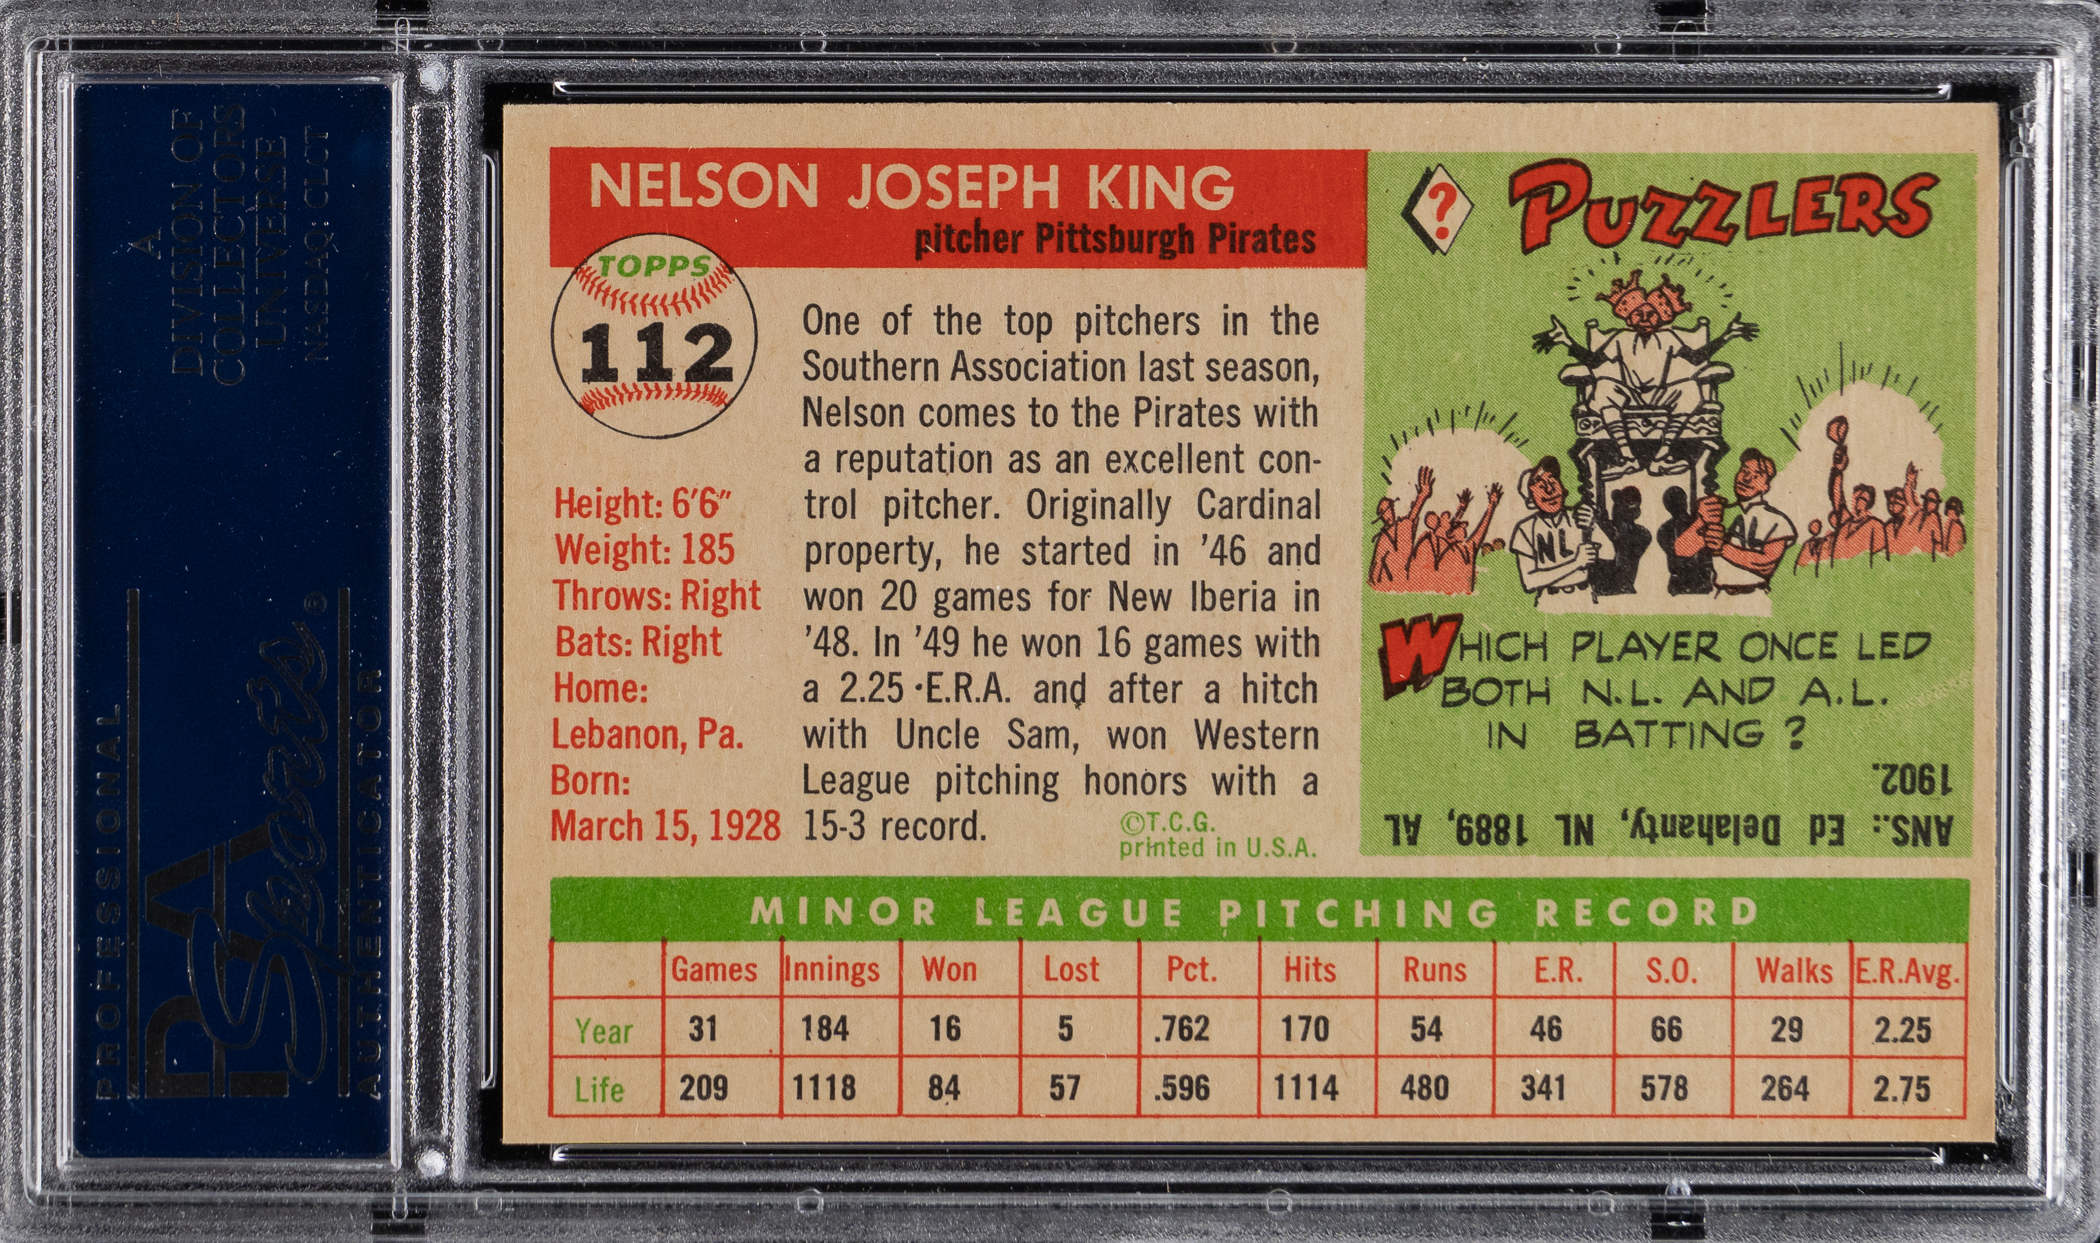 A
DIVISION OF
COLLECTORS
UNIVERSE
NASDAQ: CLCT
PROFESSIONAL
PSA
Sports®
AUTHENTICATOR
NELSON JOSEPH KING
pitcher Pittsburgh Pirates
TOPPS
112
Height: 6'6"
Weight: 185
Throws: Right
Bats: Right
Home:
Lebanon, Pa.
Born:
March 15, 1928
One of the top pitchers in the
Southern Association last season,
Nelson comes to the Pirates with
a reputation as an excellent con-
trol pitcher. Originally Cardinal
property, he started in '46 and
won 20 games for New Iberia in
'48. In '49 he won 16 games with
a 2.25 E.R.A. and after a hitch
with Uncle Sam, won Western
League pitching honors with a
15-3 record.
©T.C.G.
printed in U.S.A.
?
PUZZLERS
NL
AL
WHICH PLAYER ONCE LED
BOTH N.L. AND A.L.
IN BATTING?
ANS.: Ed Delahanty, NL 1889, AL
1902.
MINOR LEAGUE PITCHING RECORD
Games Innings Won Lost Pct. Hits Runs E.R. S.O. Walks E.R.Avg.
Year 31 184 16 5 .762 170 54 46 66 29 2.25
Life 209 1118 84 57 .596 1114 480 341 578 264 2.75